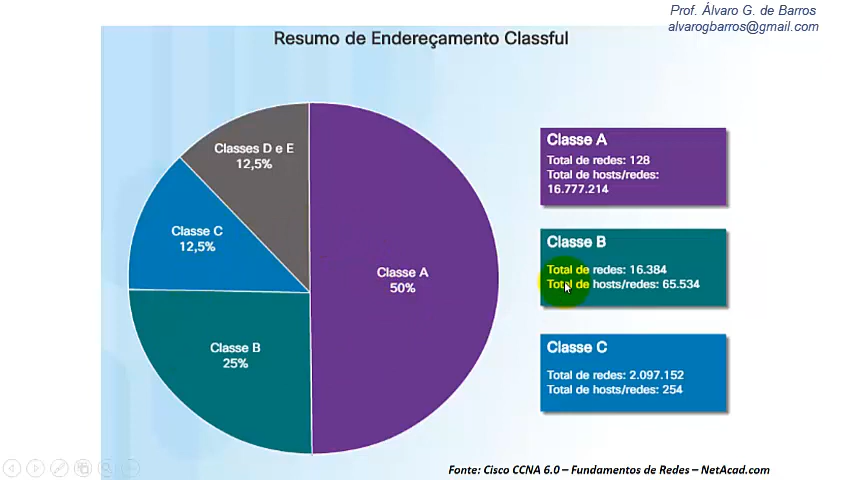 Prof. Álvaro G. de Barros
alvarogbarros@gmail.com
Resumo de Endereçamento Classful
Classes D e E
12,5%
Classe C
12,5%
Classe A
50%
Classe B
25%
Classe A
Total de redes: 128
Total de hosts/redes:
16.777.214
Classe B
Total de redes: 16.384
Total de hosts/redes: 65.534
Classe C
Total de redes: 2.097.152
Total de hosts/redes: 254
Fonte: Cisco CCNA 6.0 – Fundamentos de Redes – NetAcad.com